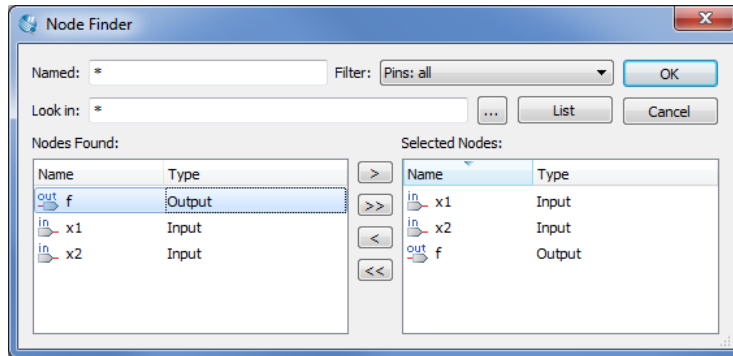 Node Finder
Named: * Filter: Pins: all OK
Look in: * ... List Cancel
Nodes Found: Selected Nodes:
Name Type > Name Type
out f Output >> in x1 Input
in x1 Input < in x2 Input
in x2 Input << out f Output